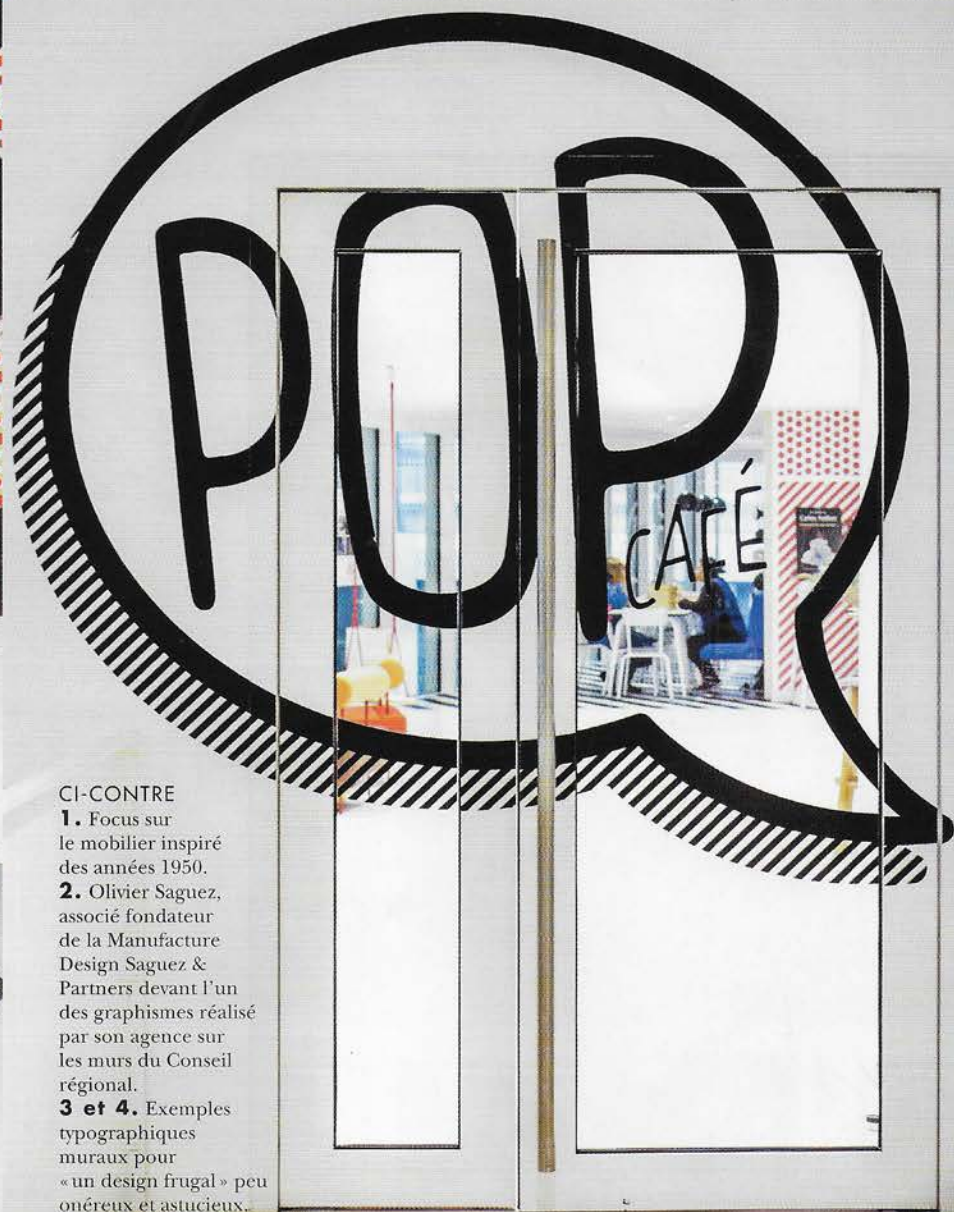 POP
CAFÉ
CI-CONTRE
1. Focus sur
le mobilier inspiré
des années 1950.
2. Olivier Saguez,
associé fondateur
de la Manufacture
Design Saguez &
Partners devant l'un
des graphismes réalisé
par son agence sur
les murs du Conseil
régional.
3 et 4. Exemples
typographiques
muraux pour
« un design frugal » peu
onéreux et astucieux.